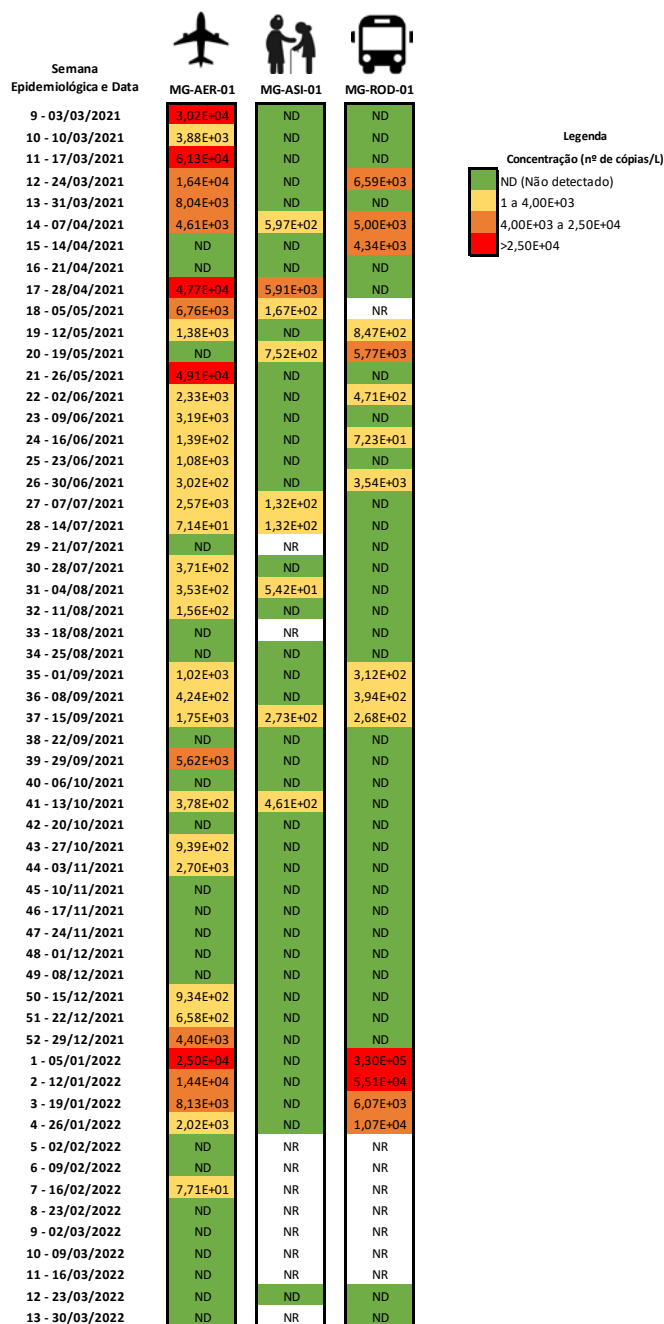 Semana
Epidemiológica e Data MG-AER-01 MG-ASI-01 MG-ROD-01
9 - 03/03/2021 3,02E+04 ND ND
10 - 10/03/2021 3,88E+03 ND ND
11 - 17/03/2021 6,13E+04 ND ND
12 - 24/03/2021 1,64E+04 ND 6,59E+03
13 - 31/03/2021 8,04E+03 ND ND
14 - 07/04/2021 4,61E+03 5,97E+02 5,00E+03
15 - 14/04/2021 ND ND 4,34E+03
16 - 21/04/2021 ND ND ND
17 - 28/04/2021 4,77E+04 5,91E+03 ND
18 - 05/05/2021 6,76E+03 1,67E+02 NR
19 - 12/05/2021 1,38E+03 ND 8,47E+02
20 - 19/05/2021 ND 7,52E+02 5,77E+03
21 - 26/05/2021 4,91E+04 ND ND
22 - 02/06/2021 2,33E+03 ND 4,71E+02
23 - 09/06/2021 3,19E+03 ND ND
24 - 16/06/2021 1,39E+02 ND 7,23E+01
25 - 23/06/2021 1,08E+03 ND ND
26 - 30/06/2021 3,02E+02 ND 3,54E+03
27 - 07/07/2021 2,57E+03 1,32E+02 ND
28 - 14/07/2021 7,14E+01 1,32E+02 ND
29 - 21/07/2021 ND NR ND
30 - 28/07/2021 3,71E+02 ND ND
31 - 04/08/2021 3,53E+02 5,42E+01 ND
32 - 11/08/2021 1,56E+02 ND ND
33 - 18/08/2021 ND NR ND
34 - 25/08/2021 ND ND ND
35 - 01/09/2021 1,02E+03 ND 3,12E+02
36 - 08/09/2021 4,24E+02 ND 3,94E+02
37 - 15/09/2021 1,75E+03 2,73E+02 2,68E+02
38 - 22/09/2021 ND ND ND
39 - 29/09/2021 5,62E+03 ND ND
40 - 06/10/2021 ND ND ND
41 - 13/10/2021 3,78E+02 4,61E+02 ND
42 - 20/10/2021 ND ND ND
43 - 27/10/2021 9,39E+02 ND ND
44 - 03/11/2021 2,70E+03 ND ND
45 - 10/11/2021 ND ND ND
46 - 17/11/2021 ND ND ND
47 - 24/11/2021 ND ND ND
48 - 01/12/2021 ND ND ND
49 - 08/12/2021 ND ND ND
50 - 15/12/2021 9,34E+02 ND ND
51 - 22/12/2021 6,58E+02 ND ND
52 - 29/12/2021 4,40E+03 ND ND
1 - 05/01/2022 2,50E+04 ND 3,30E+05
2 - 12/01/2022 1,44E+04 ND 5,51E+04
3 - 19/01/2022 8,13E+03 ND 6,07E+03
4 - 26/01/2022 2,02E+03 ND 1,07E+04
5 - 02/02/2022 ND NR NR
6 - 09/02/2022 ND NR NR
7 - 16/02/2022 7,71E+01 NR NR
8 - 23/02/2022 ND NR NR
9 - 02/03/2022 ND NR NR
10 - 09/03/2022 ND NR NR
11 - 16/03/2022 ND NR NR
12 - 23/03/2022 ND ND ND
13 - 30/03/2022 ND NR ND
Legenda
Concentração (nº de cópias/L)
ND (Não detectado)
1 a 4,00E+03
4,00E+03 a 2,50E+04
>2,50E+04